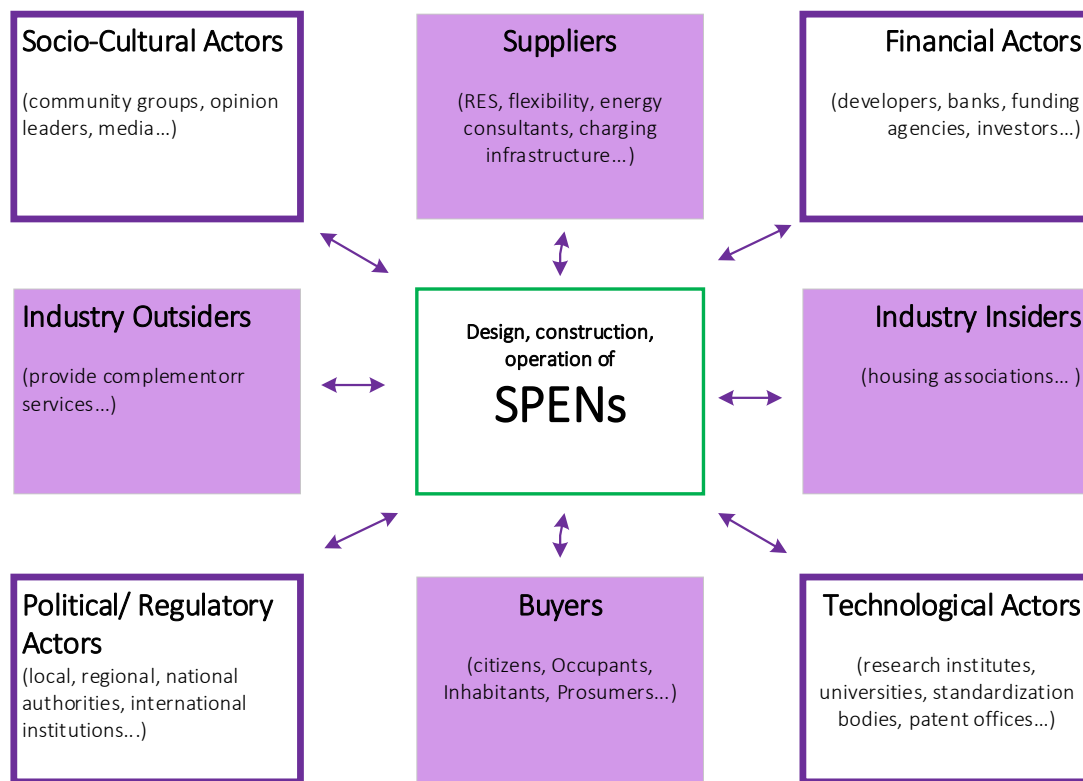 Socio-Cultural Actors
(community groups, opinion
leaders, media...)
Suppliers
(RES, flexibility, energy
consultants, charging
infrastructure...)
Financial Actors
(developers, banks, funding
agencies, investors...)
Industry Outsiders
(provide complementorr
services...)
Design, construction,
operation of
SPENs
Industry Insiders
(housing associations... )
Political/ Regulatory
Actors
(local, regional, national
authorities, international
institutions...)
Buyers
(citizens, Occupants,
Inhabitants, Prosumers...)
Technological Actors
(research institutes,
universities, standardization
bodies, patent offices...)